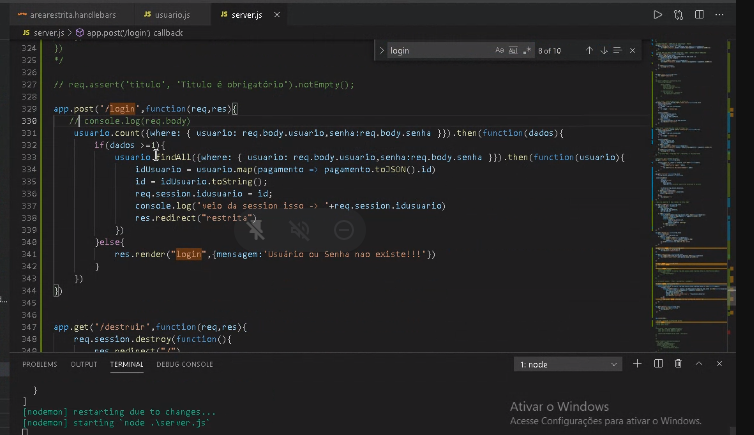 arearestrita.handlebars JS usuario.js JS server.js ×
JS server.js > app.post('/login') callback
login Aa Ab| .* 8 of 10
324 })
325
326 */
327 // req.assert('titulo', 'Titulo é obrigatório").notEmpty();
328
329 app.post("/login",function(req,res){
330 // console.log(req.body)
331 usuario.count({where: { usuario: req.body.usuario,senha:req.body.senha }}).then(function(dados){
332 if(dados >=1){
333 usuario.findAll({where: { usuario: req.body.usuario,senha:req.body.senha }}).then(function(usuario){
334 idUsuario = usuario.map(pagamento => pagamento.toJSON().id)
335 id = idUsuario.toString();
336 req.session.idusuario = id;
337 console.log("veio da session isso -> "+req.session.idusuario)
338 res.redirect("restrita")
339 })
340 }else{
341 res.render("login",{mensagem:'Usuário ou Senha nao existe!!!'})
342 }
343 })
344 })
345
346
347 app.get("/destruir",function(req,res){
348 req.session.destroy(function(){
349 res.redirect("/")
PROBLEMS OUTPUT TERMINAL DEBUG CONSOLE 1: node
}
]
[nodemon] restarting due to changes...
[nodemon] starting `node .\server.js`
Ativar o Windows
Acesse Configurações para ativar o Windows.